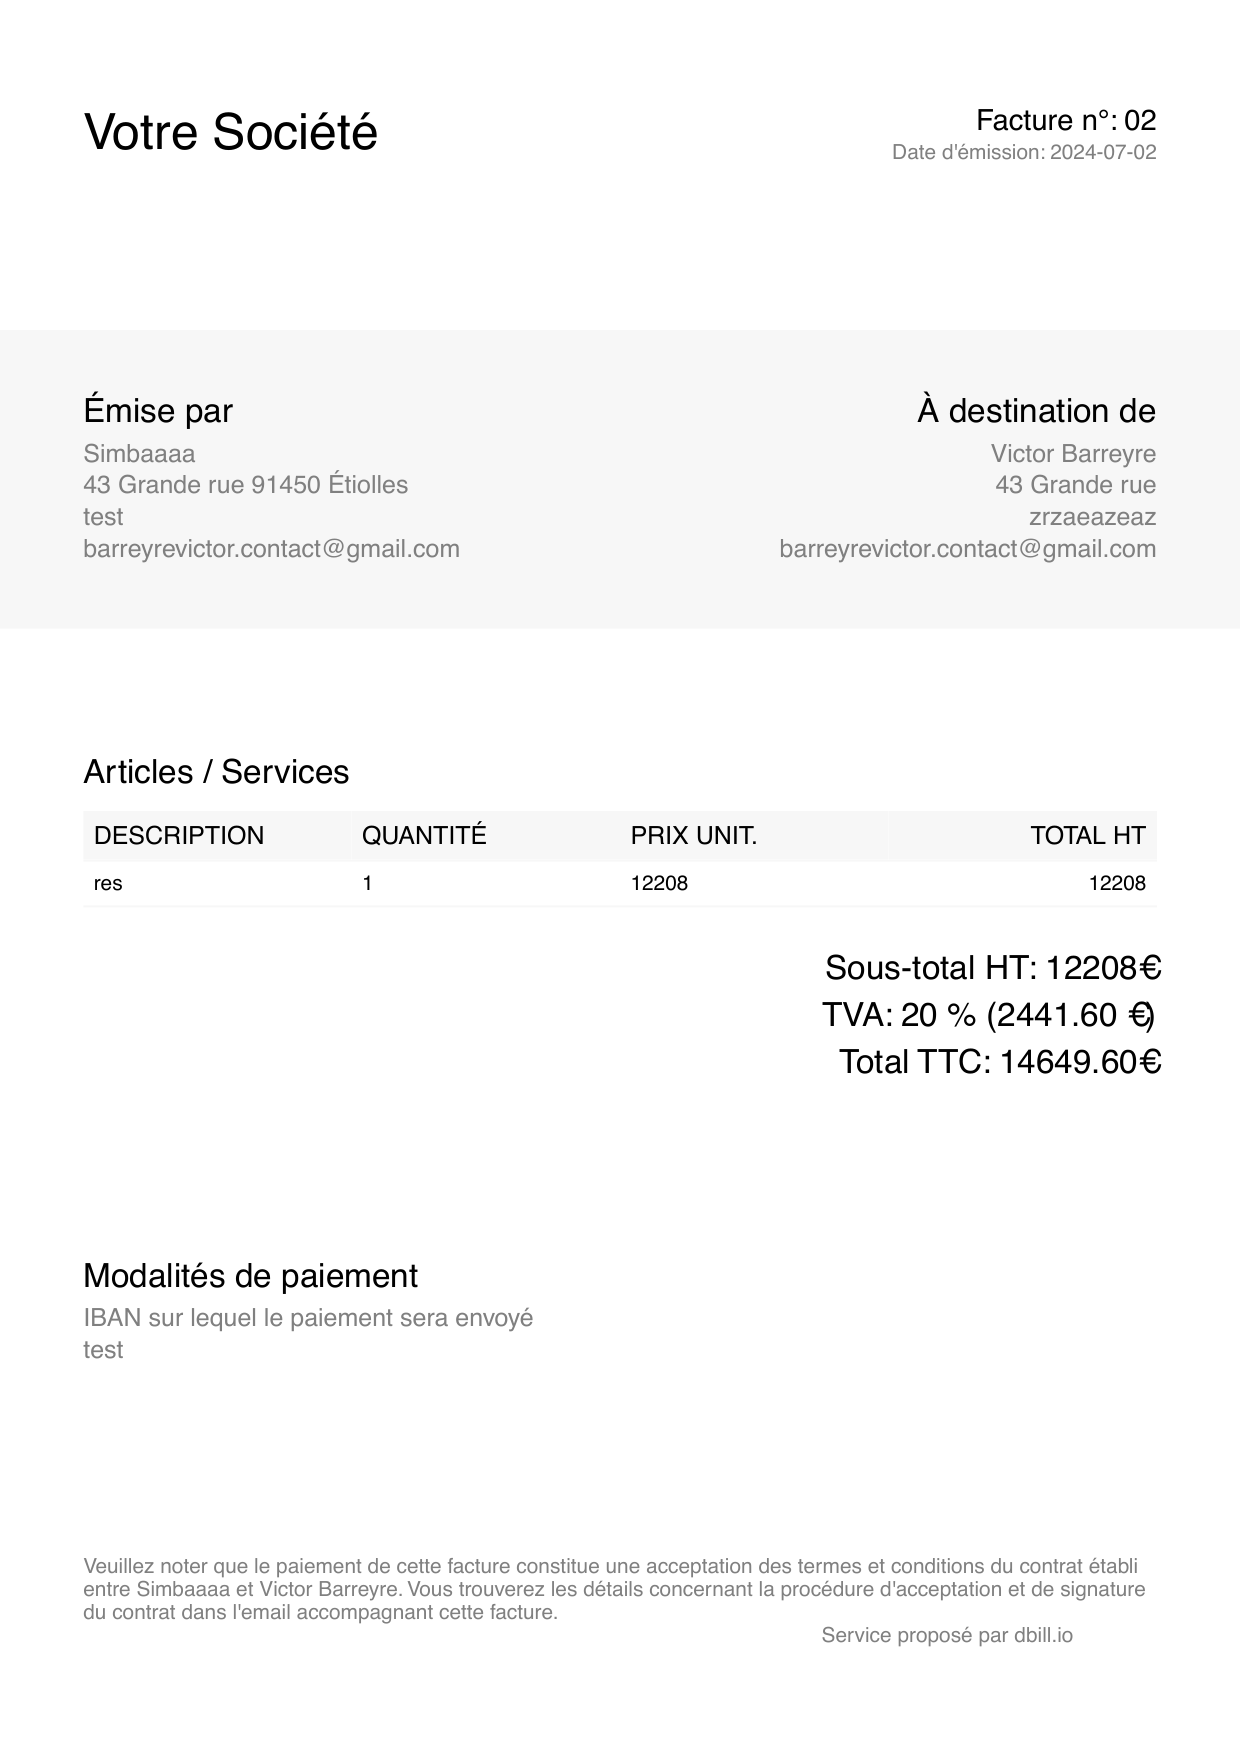 Votre Société
Facture n°: 02
Date d'émission: 2024-07-02
Émise par
Simbaaaa
43 Grande rue 91450 Étiolles
test
barreyrevictor.contact@gmail.com
À destination de
Victor Barreyre
43 Grande rue
zrzaeazeaz
barreyrevictor.contact@gmail.com
Articles / Services
DESCRIPTION QUANTITÉ PRIX UNIT. TOTAL HT
res 1 12208 12208
Sous-total HT: 12208€
TVA: 20 % (2441.60 €)
Total TTC: 14649.60€
Modalités de paiement
IBAN sur lequel le paiement sera envoyé
test
Veuillez noter que le paiement de cette facture constitue une acceptation des termes et conditions du contrat établi
entre Simbaaaa et Victor Barreyre. Vous trouverez les détails concernant la procédure d'acceptation et de signature
du contrat dans l'email accompagnant cette facture.
Service proposé par dbill.io